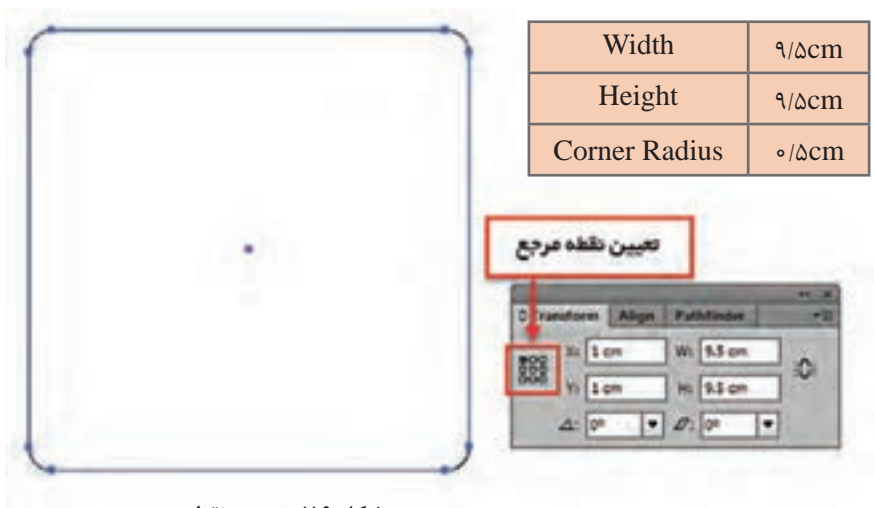 Width ۹/۵cm
Height ۹/۵cm
Corner Radius ۰/۵cm
تعیین نقطه مرجع
Transform Align Pathfinder
X: 1 cm W: 9.5 cm
Y: 1 cm H: 9.5 cm
0° 0°